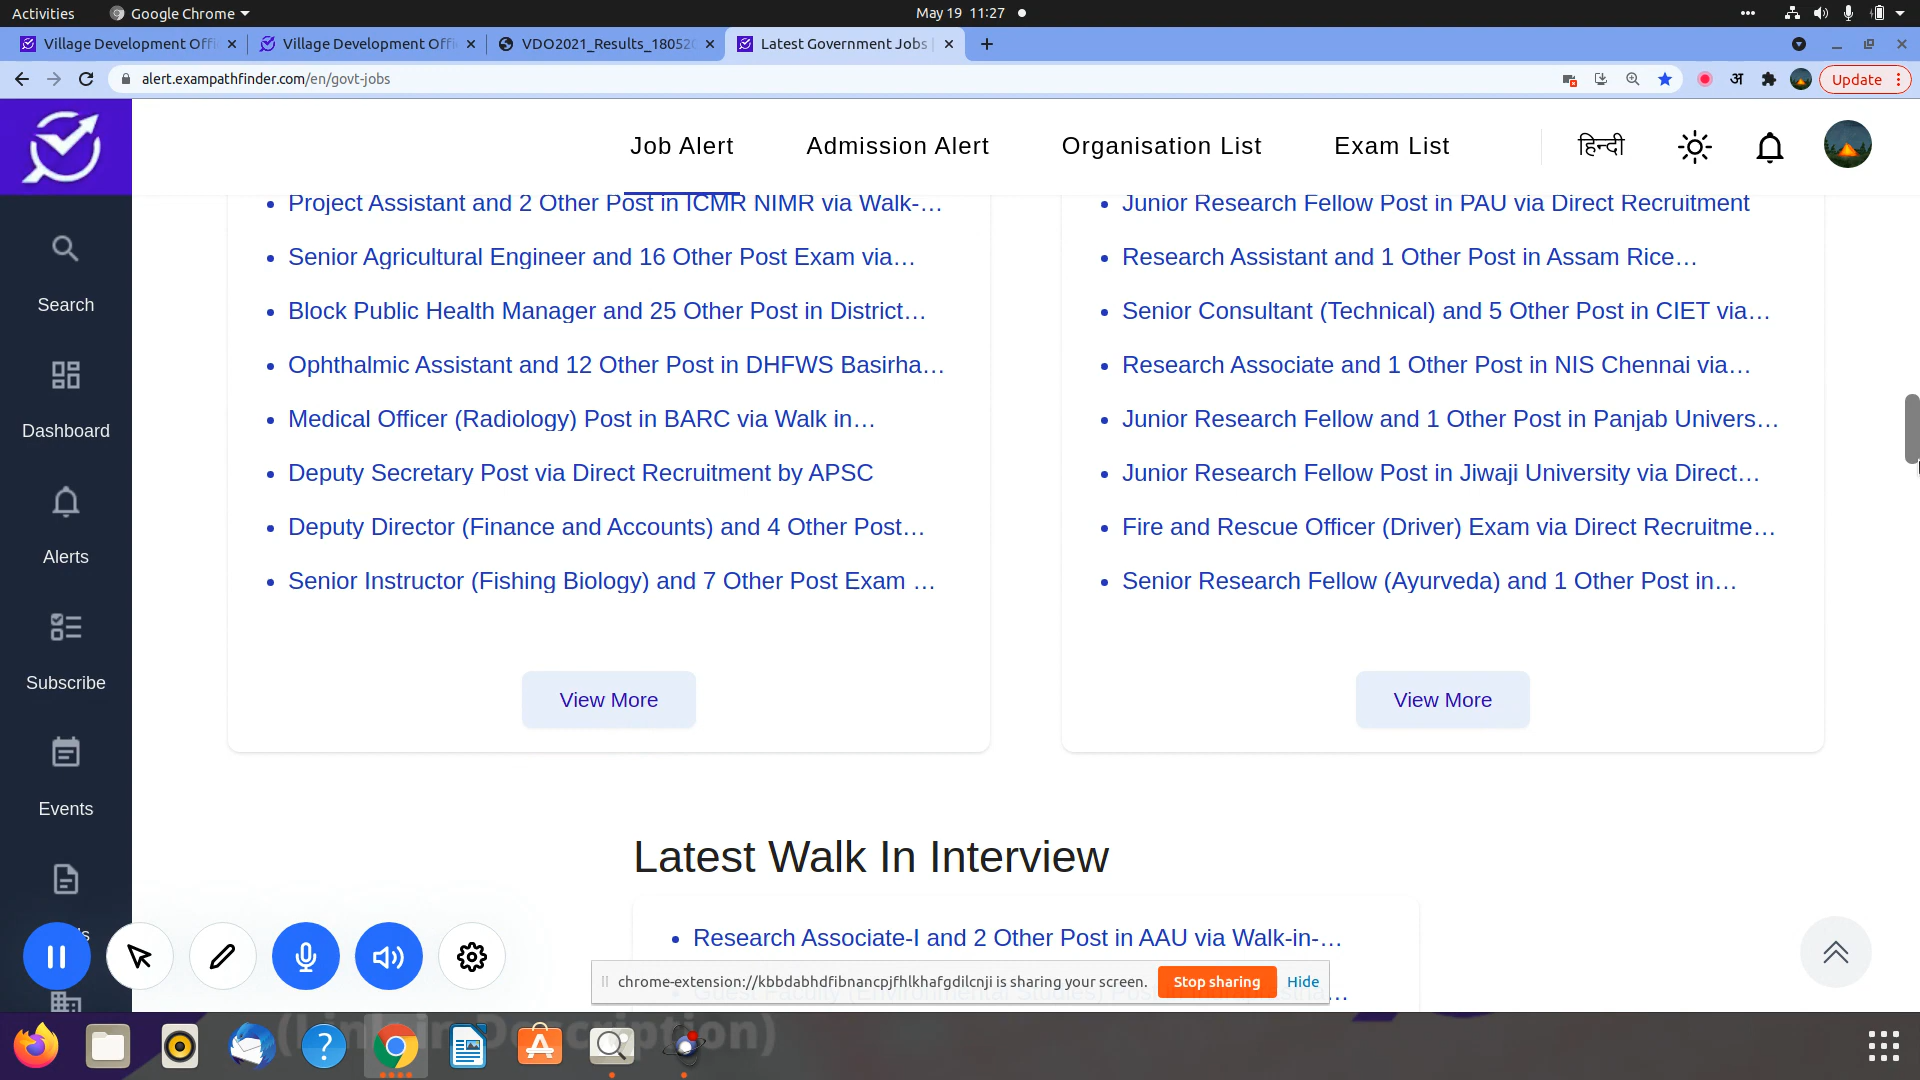 Activities
Google Chrome
May 19 11:27
Village Development Offi
Village Development Offi
VDO2021_Results_18052
Latest Government Jobs
alert.exampathfinder.com/en/govt-jobs
अ
Update
Job Alert
Admission Alert
Organisation List
Exam List
हिन्दी
Search
Dashboard
Alerts
Subscribe
Events
Project Assistant and 2 Other Post in ICMR NIMR via Walk-…
Senior Agricultural Engineer and 16 Other Post Exam via…
Block Public Health Manager and 25 Other Post in District…
Ophthalmic Assistant and 12 Other Post in DHFWS Basirha…
Medical Officer (Radiology) Post in BARC via Walk in…
Deputy Secretary Post via Direct Recruitment by APSC
Deputy Director (Finance and Accounts) and 4 Other Post…
Senior Instructor (Fishing Biology) and 7 Other Post Exam …
View More
Junior Research Fellow Post in PAU via Direct Recruitment
Research Assistant and 1 Other Post in Assam Rice…
Senior Consultant (Technical) and 5 Other Post in CIET via…
Research Associate and 1 Other Post in NIS Chennai via…
Junior Research Fellow and 1 Other Post in Panjab Univers…
Junior Research Fellow Post in Jiwaji University via Direct…
Fire and Rescue Officer (Driver) Exam via Direct Recruitme…
Senior Research Fellow (Ayurveda) and 1 Other Post in…
View More
Latest Walk In Interview
Research Associate-I and 2 Other Post in AAU via Walk-in-…
chrome-extension://kbbdabhdfibnancpjfhlkhafgdilcnji is sharing your screen.
Stop sharing
Hide
(Link in Description)